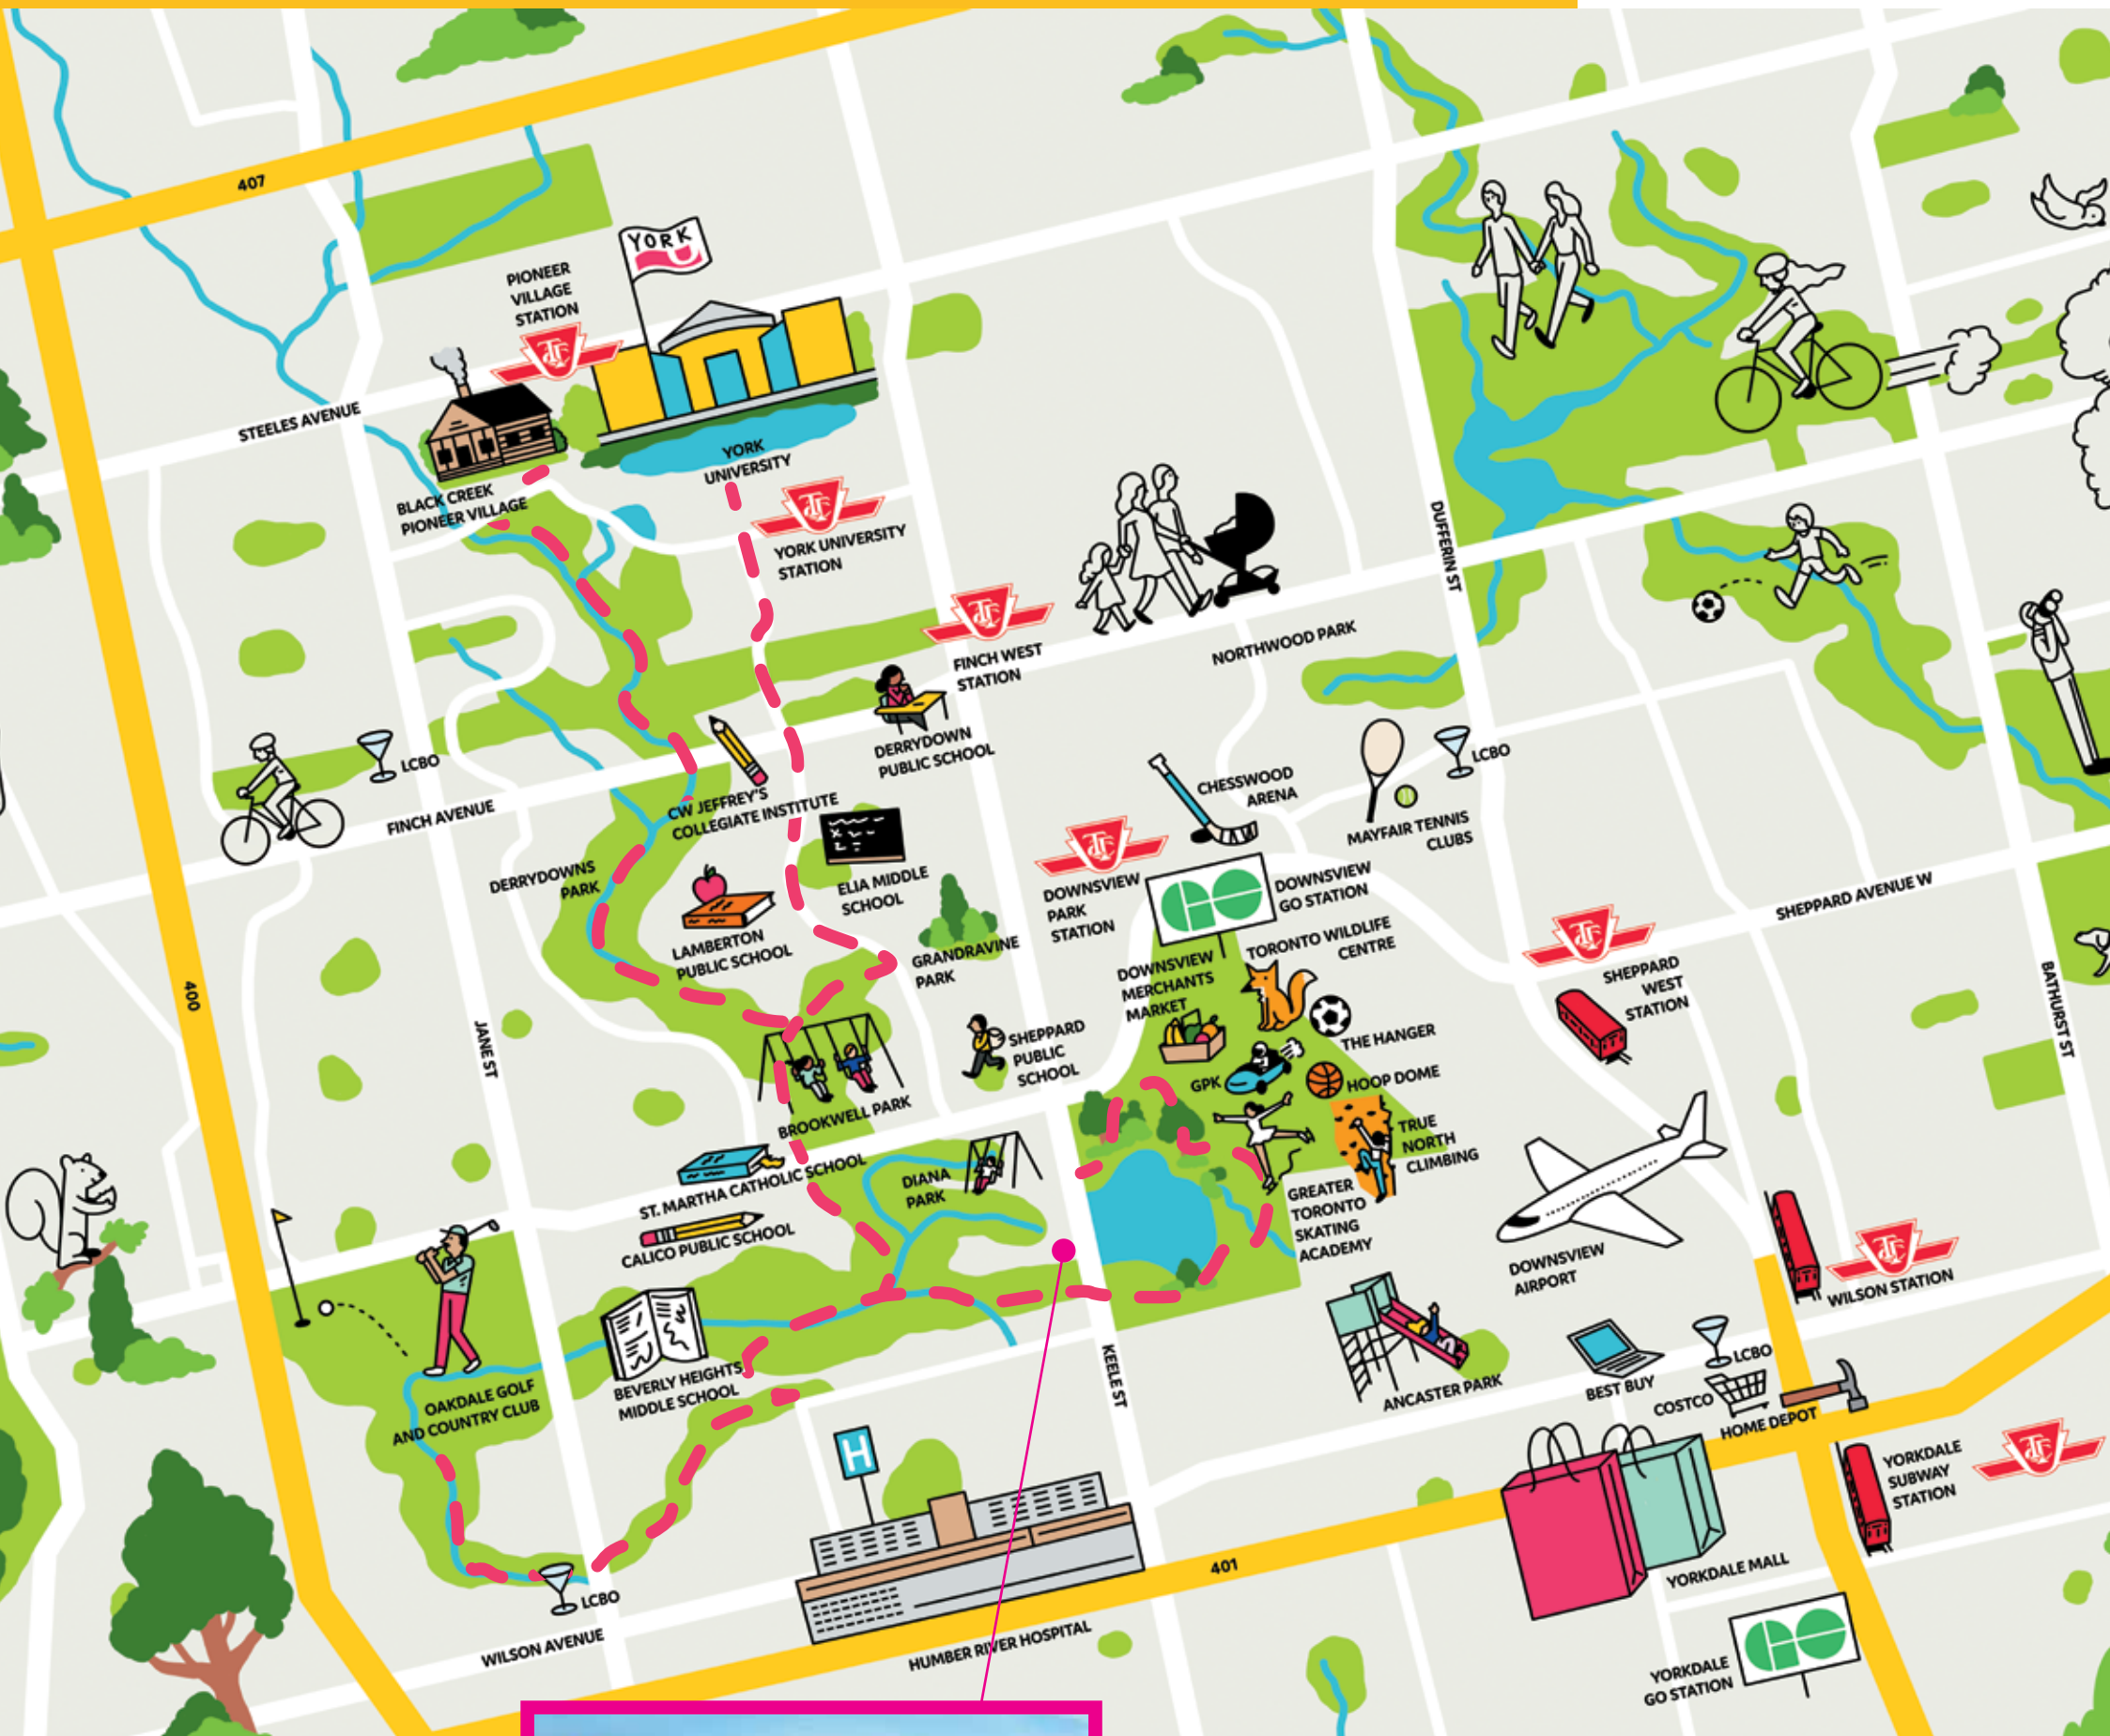 407
PIONEER
VILLAGE
STATION
YORK
U
STEELES AVENUE
BLACK CREEK
PIONEER VILLAGE
YORK
UNIVERSITY
YORK UNIVERSITY
STATION
FINCH WEST
STATION
NORTHWOOD PARK
DUFFERIN ST
DERRYDOWN
PUBLIC SCHOOL
LCBO
FINCH AVENUE
CW JEFFREY'S
COLLEGIATE INSTITUTE
CHESSWOOD
ARENA
LCBO
MAYFAIR TENNIS
CLUBS
DERRYDOWNS
PARK
ELIA MIDDLE
SCHOOL
LAMBERTON
PUBLIC SCHOOL
GRANDRAVINE
PARK
DOWNSVIEW
PARK
STATION
GO
DOWNSVIEW
GO STATION
SHEPPARD AVENUE W
TORONTO WILDLIFE
CENTRE
DOWNSVIEW
MERCHANTS
MARKET
SHEPPARD
WEST
STATION
BATHURST ST
400
JANE ST
SHEPPARD
PUBLIC
SCHOOL
THE HANGER
GPK
HOOP DOME
BROOKWELL PARK
TRUE
NORTH
CLIMBING
ST. MARTHA CATHOLIC SCHOOL
DIANA
PARK
CALICO PUBLIC SCHOOL
GREATER
TORONTO
SKATING
ACADEMY
DOWNSVIEW
AIRPORT
WILSON STATION
BEVERLY HEIGHTS
MIDDLE SCHOOL
KEELE ST
OAKDALE GOLF
AND COUNTRY CLUB
ANCASTER PARK
BEST BUY
LCBO
COSTCO
HOME DEPOT
H
YORKDALE
SUBWAY
STATION
401
YORKDALE MALL
LCBO
WILSON AVENUE
HUMBER RIVER HOSPITAL
GO
YORKDALE
GO STATION